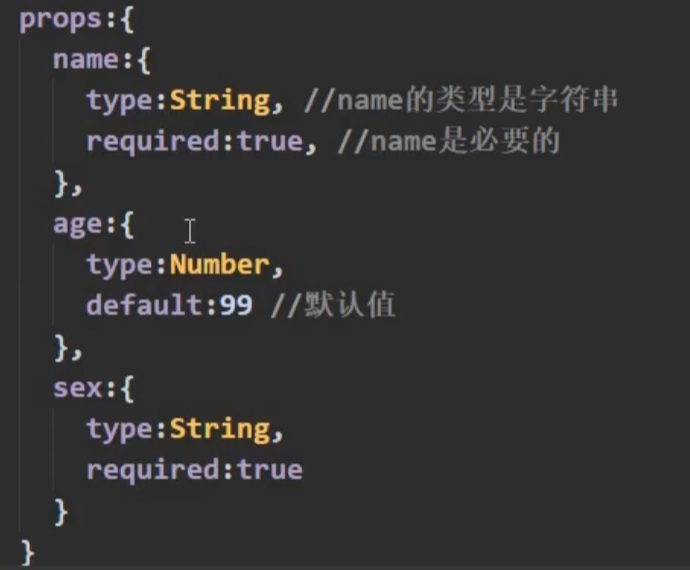 props:{
name:{
type:String, //name的类型是字符串
required:true, //name是必要的
},
age:{
type:Number,
default:99 //默认值
},
sex:{
type:String,
required:true
}
}